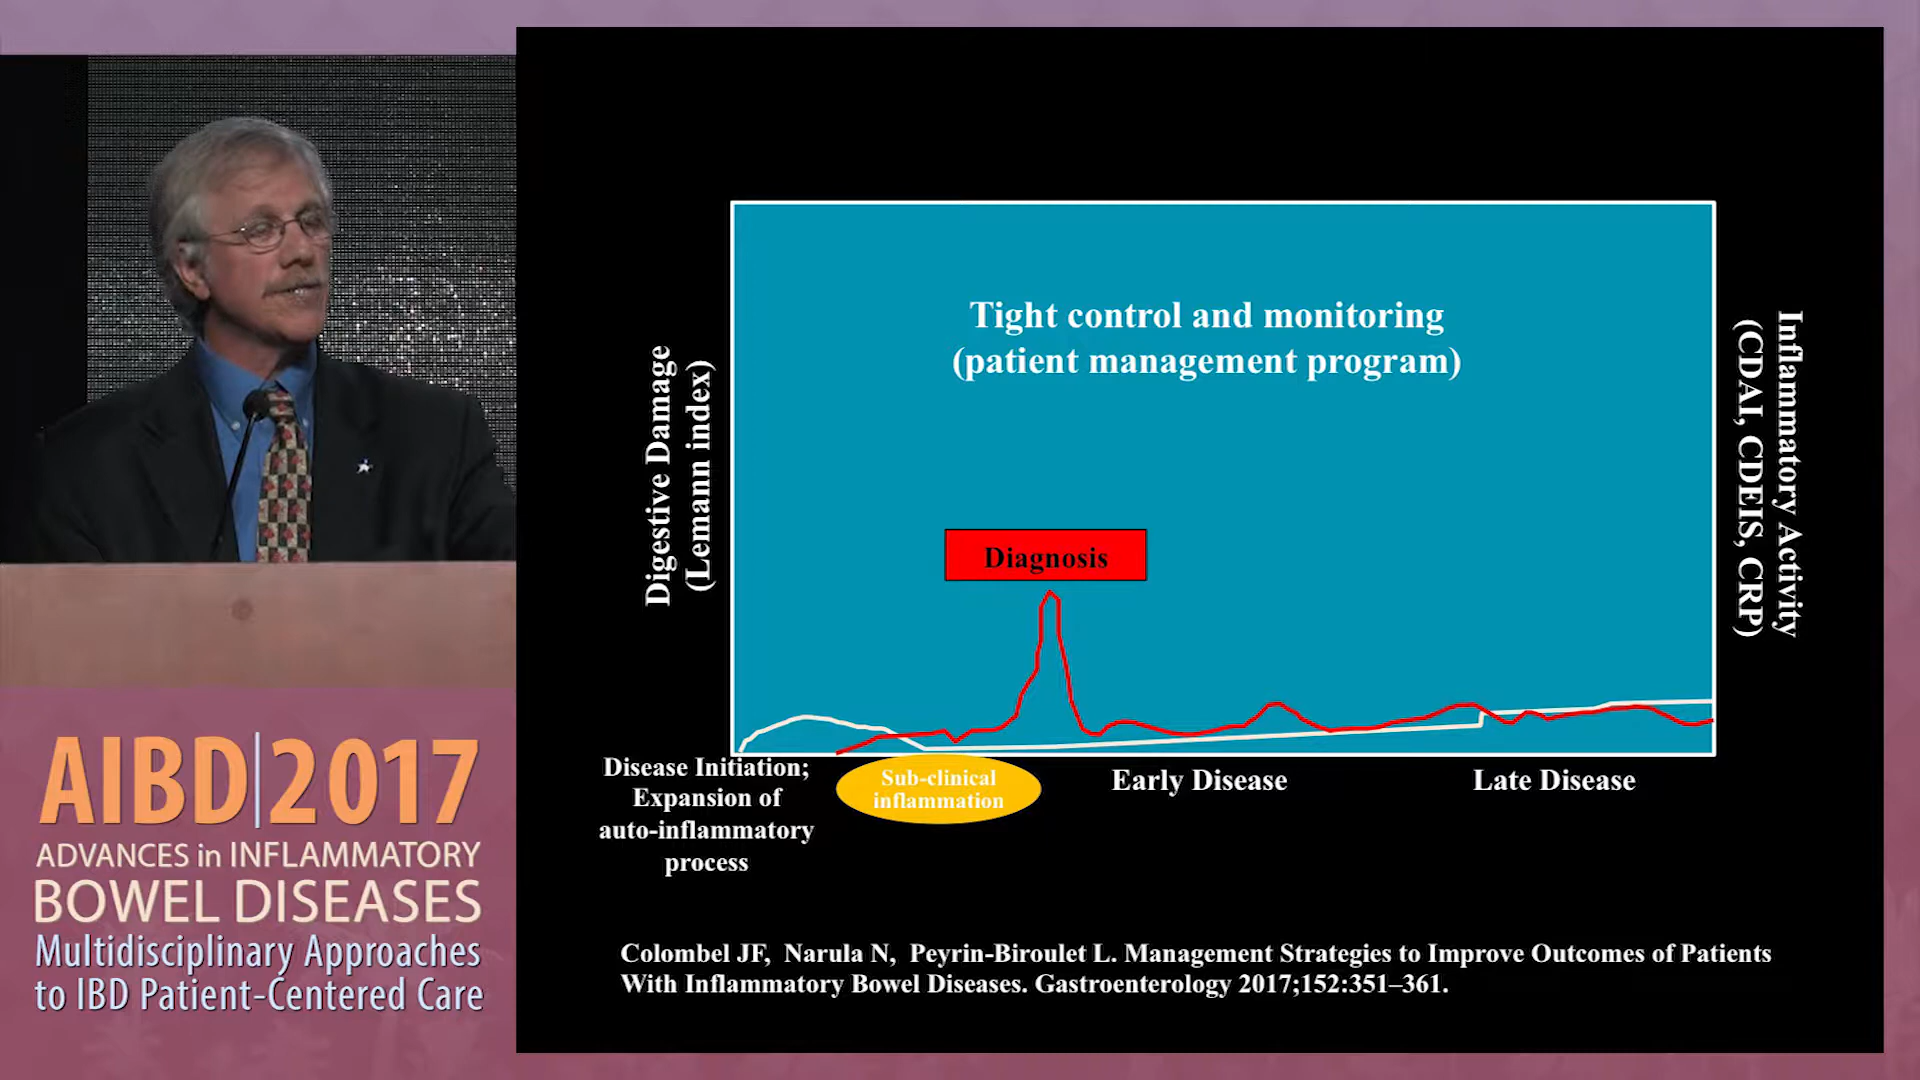 AIBD|2017
ADVANCES in INFLAMMATORY
BOWEL DISEASES
Multidisciplinary Approaches
to IBD Patient-Centered Care
Tight control and monitoring
(patient management program)
Digestive Damage
(Lemann index)
Inflammatory Activity
(CDAI, CDEIS, CRP)
Diagnosis
Disease Initiation;
Expansion of
auto-inflammatory
process
Sub-clinical
inflammation
Early Disease
Late Disease
Colombel JF, Narula N, Peyrin-Biroulet L. Management Strategies to Improve Outcomes of Patients
With Inflammatory Bowel Diseases. Gastroenterology 2017;152:351–361.